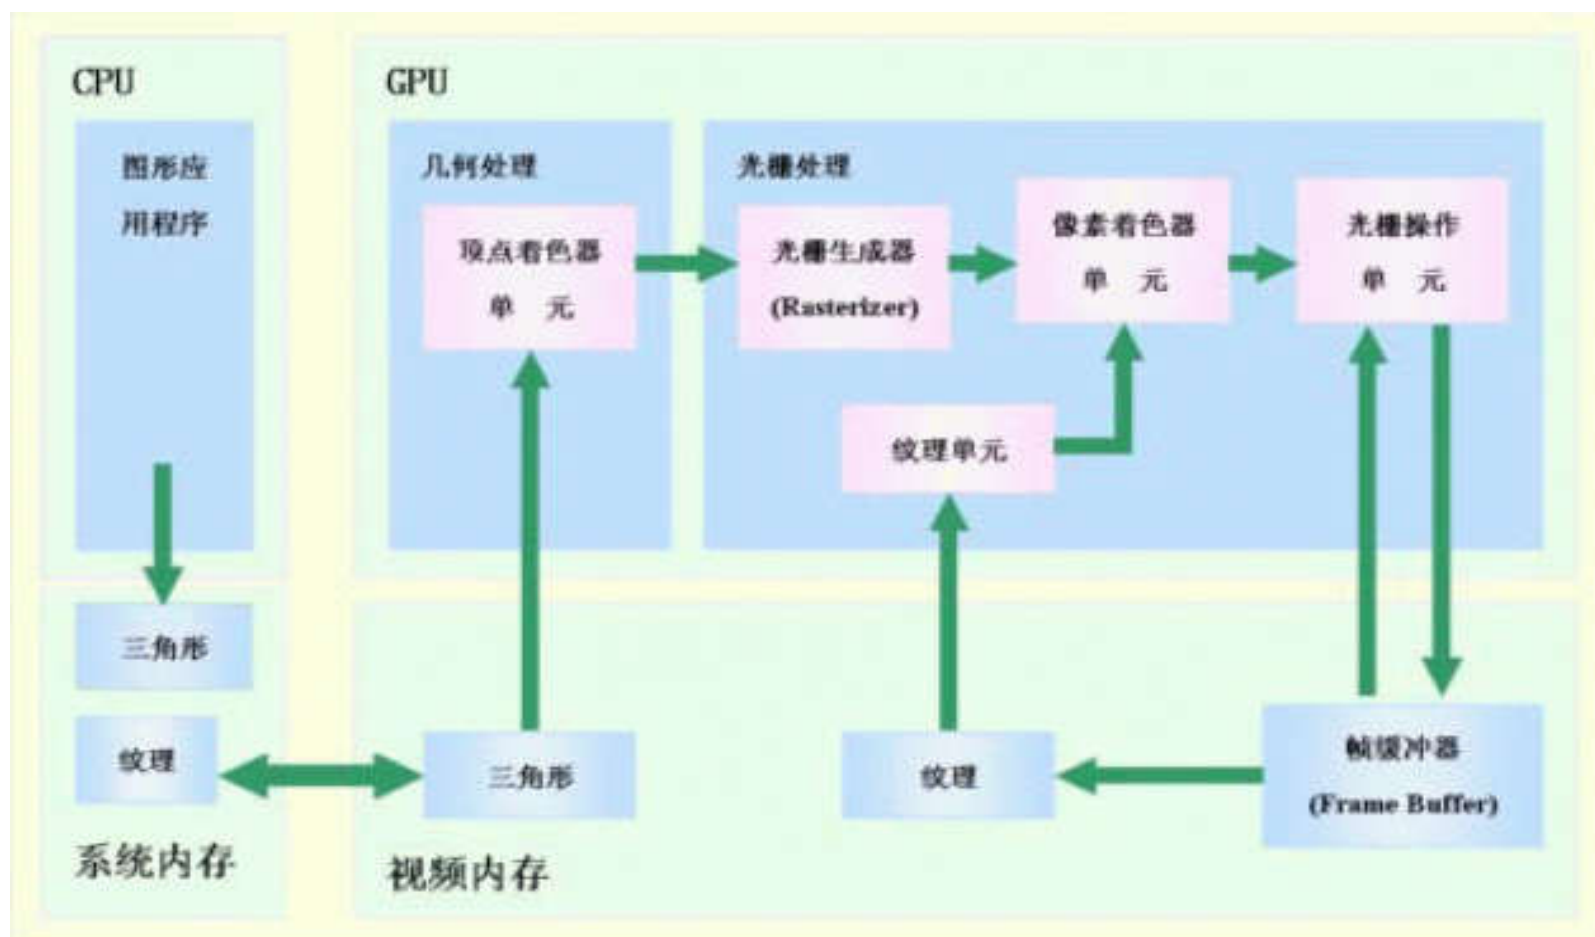 CPU
图形应
用程序
三角形
纹理
系统内存
GPU
几何处理
顶点着色器
单 元
光栅处理
光栅生成器
(Rasterizer)
像素着色器
单 元
光栅操作
单 元
纹理单元
三角形
纹理
帧缓冲器
(Frame Buffer)
视频内存